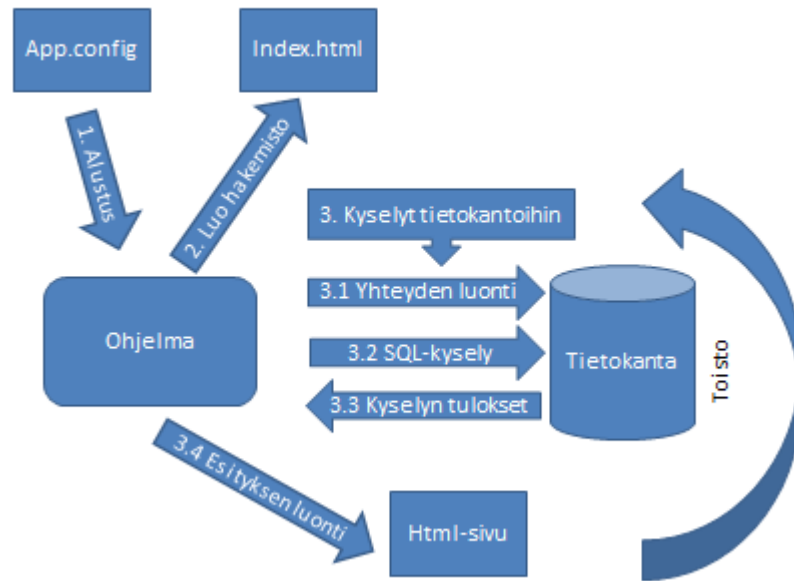 App.config
Index.html
1. Alustus
2. Luo hakemisto
3. Kyselyt tietokantoihin
3.1 Yhteyden luonti
Ohjelma
3.2 SQL-kysely
Tietokanta
Toisto
3.3 Kyselyn tulokset
3.4 Esityksen luonti
Html-sivu